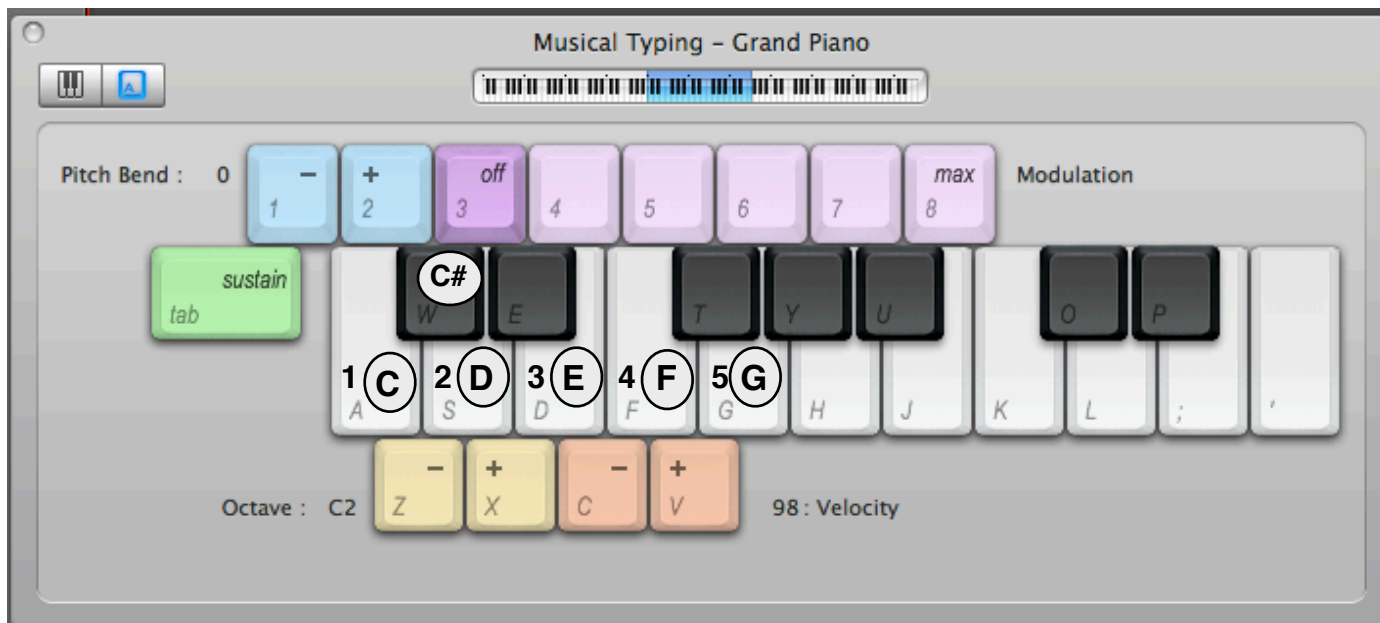 Musical Typing – Grand Piano
A
Pitch Bend : 0 – + off max Modulation
1 2 3 4 5 6 7 8
sustain
tab
C#
W E T Y U O P
1 C 2 D 3 E 4 F 5 G
A S D F G H J K L ; '
– + – +
Octave : C2 Z X C V 98 : Velocity